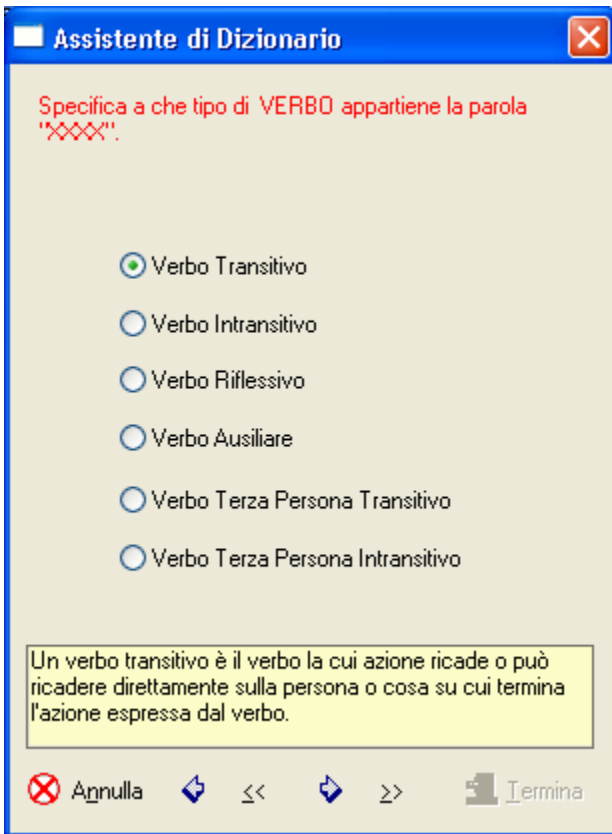 Assistente di Dizionario
Specifica a che tipo di VERBO appartiene la parola
"XXXX".
Verbo Transitivo
Verbo Intransitivo
Verbo Riflessivo
Verbo Ausiliare
Verbo Terza Persona Transitivo
Verbo Terza Persona Intransitivo
Un verbo transitivo è il verbo la cui azione ricade o può
ricadere direttamente sulla persona o cosa su cui termina
l'azione espressa dal verbo.
Annulla << >> Termina